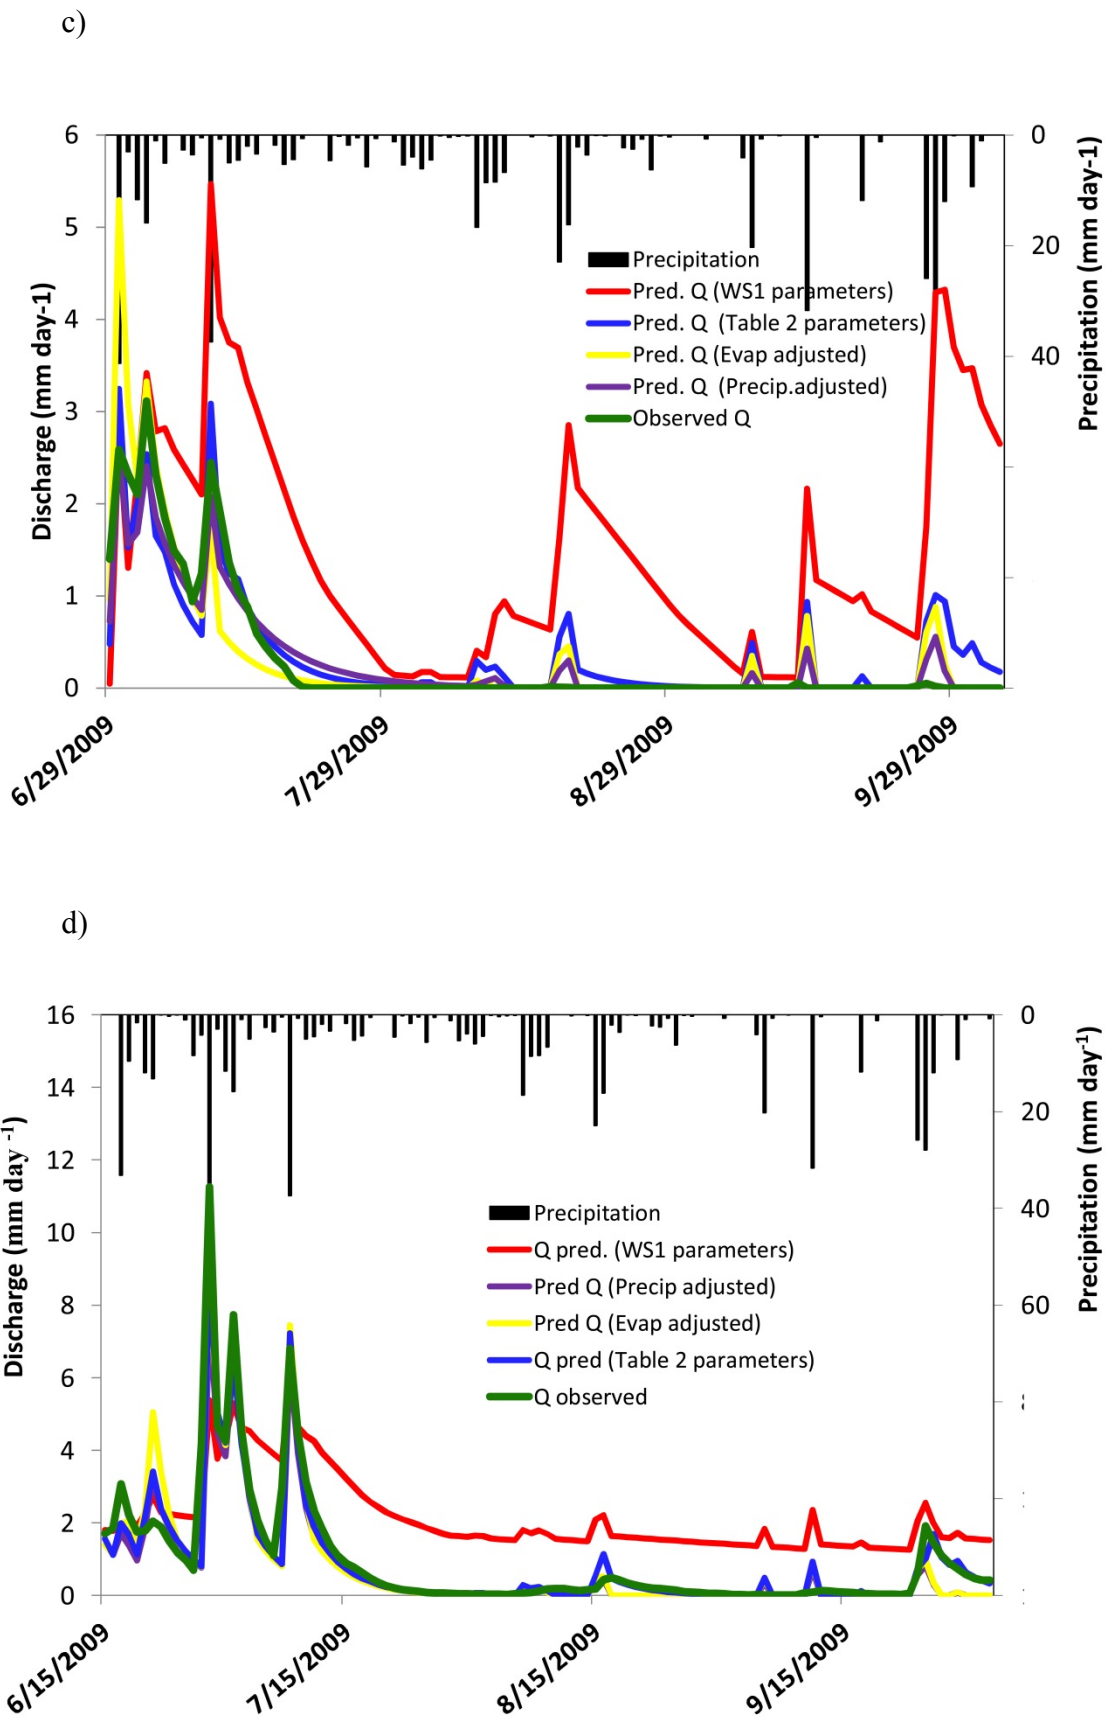 c)
6
5
4
3
2
1
0
Discharge (mm day-1)
0
20
40
Precipitation (mm day-1)
Precipitation
Pred. Q (WS1 parameters)
Pred. Q (Table 2 parameters)
Pred. Q (Evap adjusted)
Pred. Q (Precip.adjusted)
Observed Q
6/29/2009
7/29/2009
8/29/2009
9/29/2009
d)
16
14
12
10
8
6
4
2
0
Discharge (mm day -1)
0
20
40
60
Precipitation (mm day-1)
Precipitation
Q pred. (WS1 parameters)
Pred Q (Precip adjusted)
Pred Q (Evap adjusted)
Q pred (Table 2 parameters)
Q observed
6/15/2009
7/15/2009
8/15/2009
9/15/2009